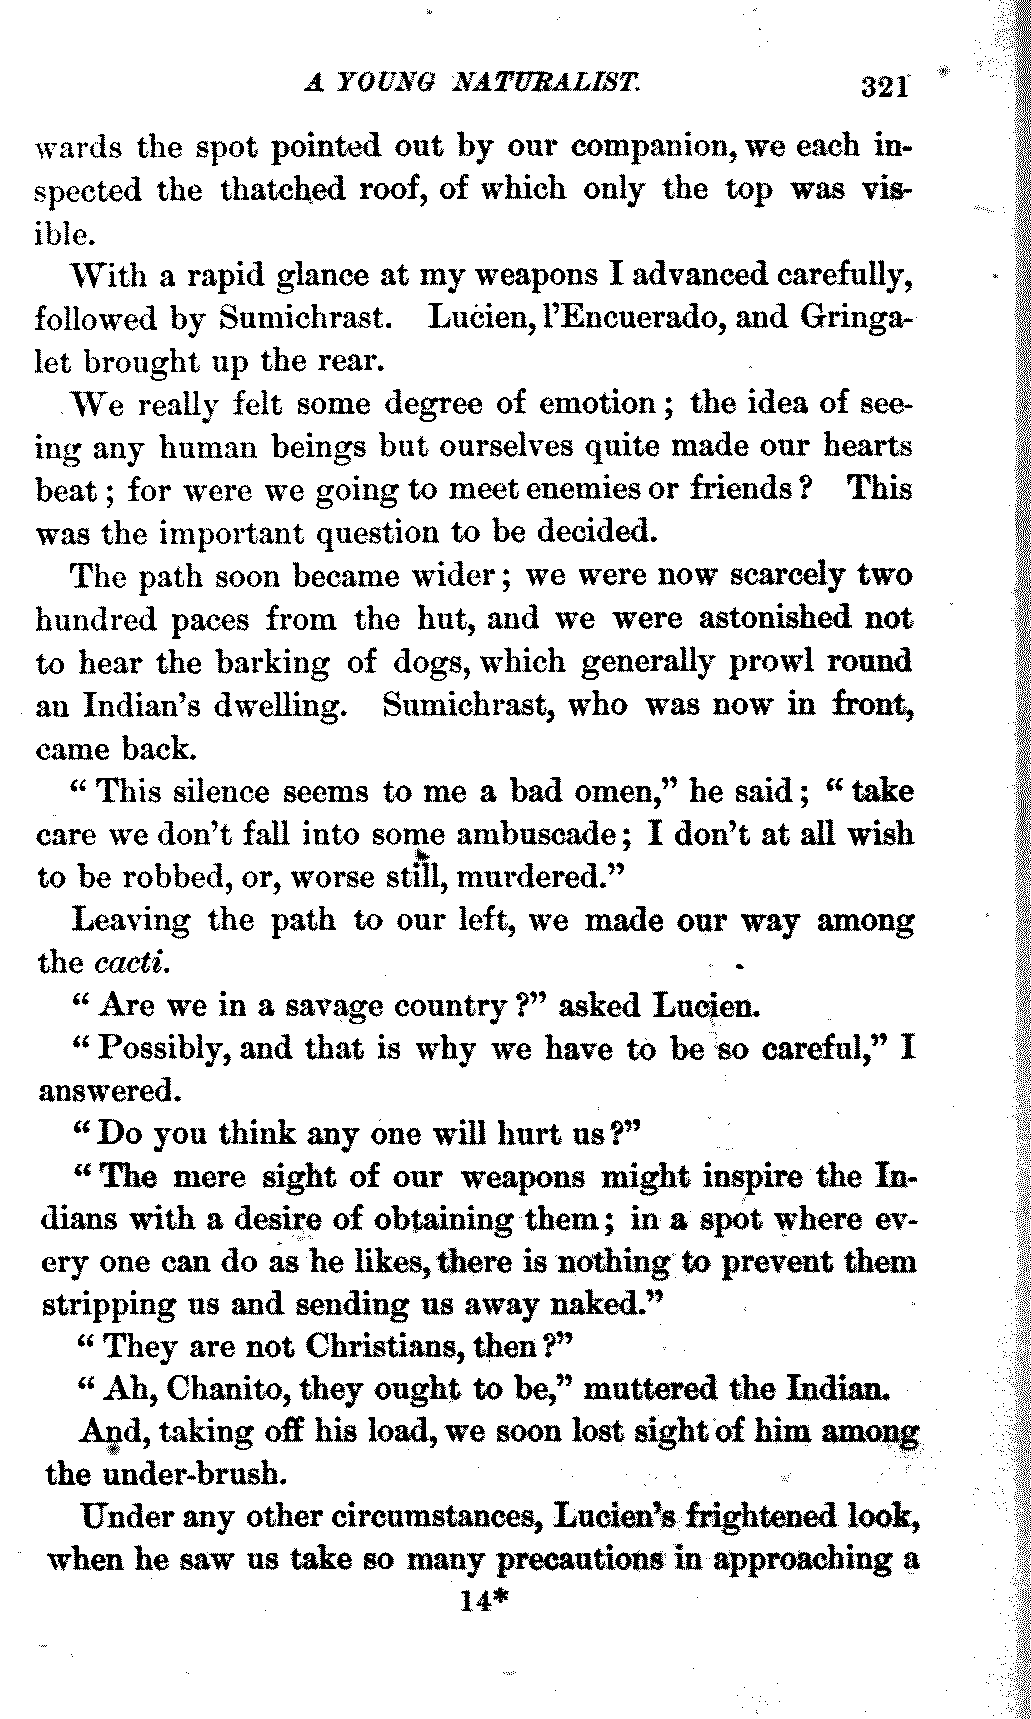 A YOUNG NATURALIST. 321
wards the spot pointed out by our companion, we each in-
spected the thatched roof, of which only the top was vis-
ible.
With a rapid glance at my weapons I advanced carefully,
followed by Sumichrast. Lucien, l'Encuerado, and Gringa-
let brought up the rear.
We really felt some degree of emotion; the idea of see-
ing any human beings but ourselves quite made our hearts
beat; for were we going to meet enemies or friends? This
was the important question to be decided.
The path soon became wider; we were now scarcely two
hundred paces from the hut, and we were astonished not
to hear the barking of dogs, which generally prowl round
an Indian's dwelling. Sumichrast, who was now in front,
came back.
"This silence seems to me a bad omen," he said; "take
care we don't fall into some ambuscade; I don't at all wish
to be robbed, or, worse still, murdered."
Leaving the path to our left, we made our way among
the cacti.
"Are we in a savage country?" asked Lucien.
"Possibly, and that is why we have to be so careful," I
answered.
"Do you think any one will hurt us?"
"The mere sight of our weapons might inspire the In-
dians with a desire of obtaining them; in a spot where ev-
ery one can do as he likes, there is nothing to prevent them
stripping us and sending us away naked."
"They are not Christians, then?"
"Ah, Chanito, they ought to be," muttered the Indian.
And, taking off his load, we soon lost sight of him among
the under-brush.
Under any other circumstances, Lucien's frightened look,
when he saw us take so many precautions in approaching a
14*